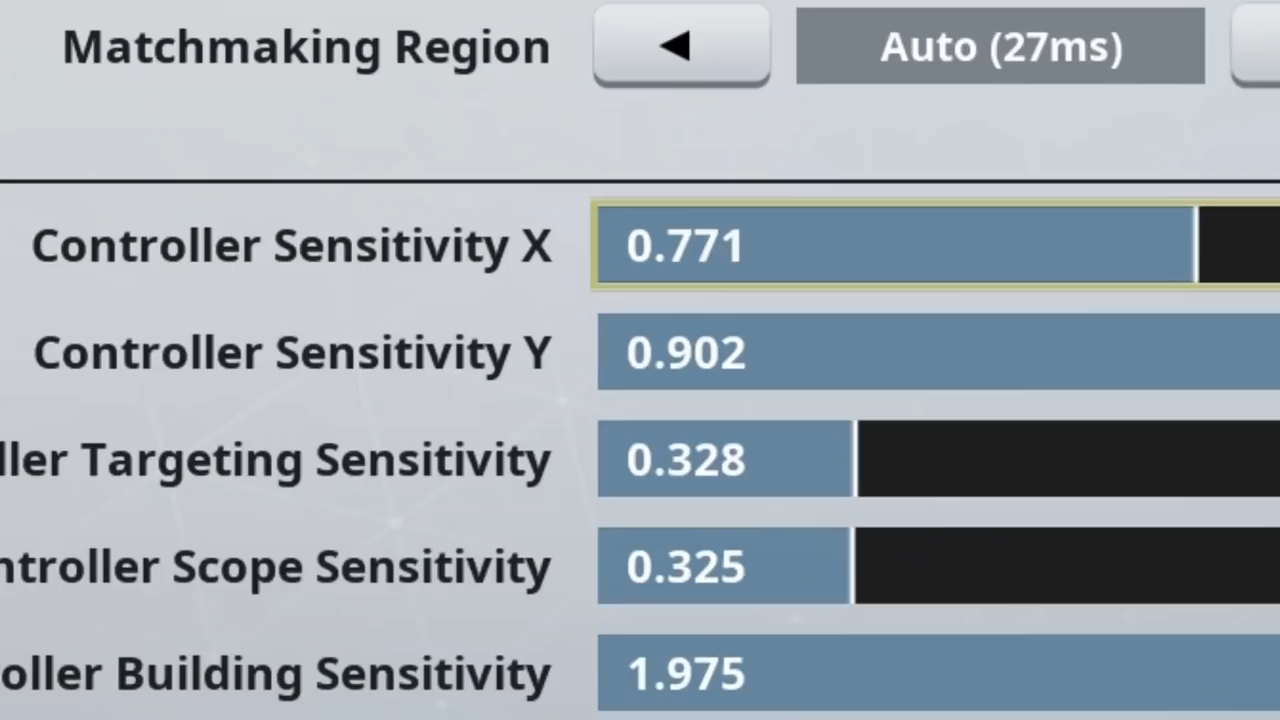 Matchmaking Region ◀ Auto (27ms)
Controller Sensitivity X 0.771
Controller Sensitivity Y 0.902
ller Targeting Sensitivity 0.328
ntroller Scope Sensitivity 0.325
oller Building Sensitivity 1.975